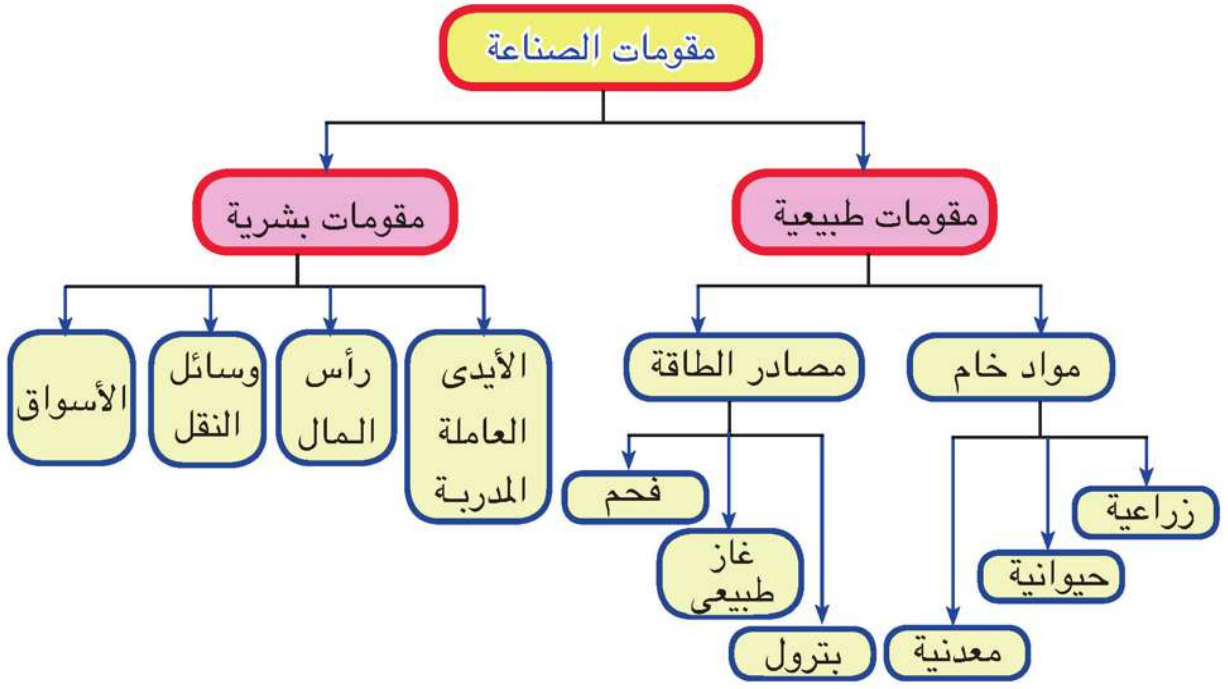 مقومات الصناعة
مقومات طبيعية
مقومات بشرية
مواد خام
مصادر الطاقة
زراعية
حيوانية
معدنية
فحم
غاز
طبيعى
بترول
الأيدى
العاملة
المدربة
رأس
المال
وسائل
النقل
الأسواق